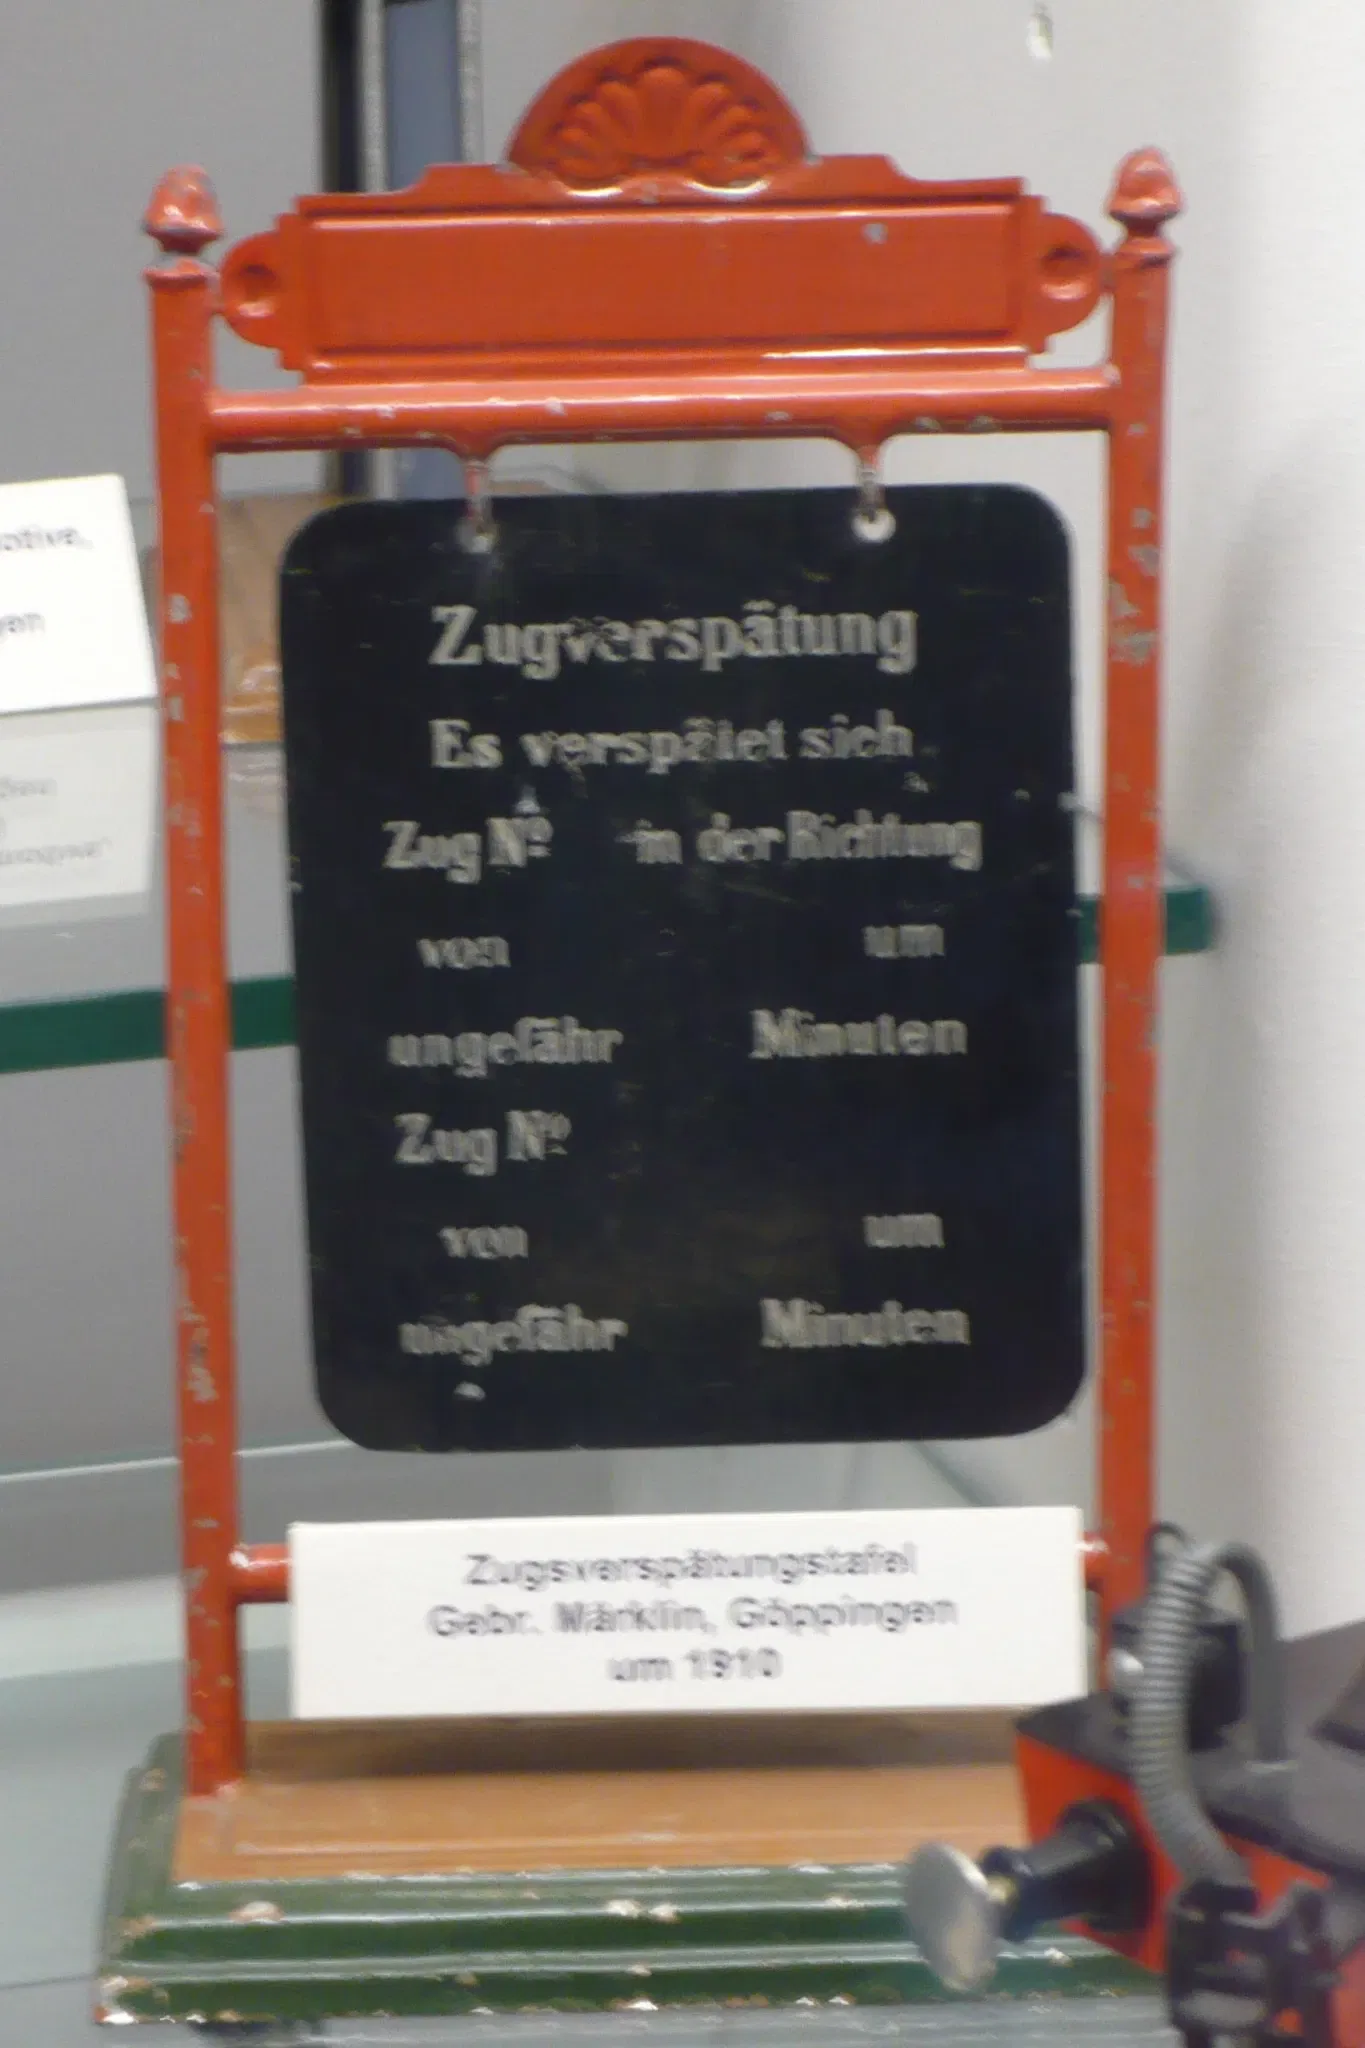 Zugverspätung
Es verspätet sich
Zug Nº in der Richtung
von um
ungefähr Minuten
Zug Nº
von um
ungefähr Minuten
Zugsverspätungstafel
Gebr. Märklin, Göppingen
um 1910